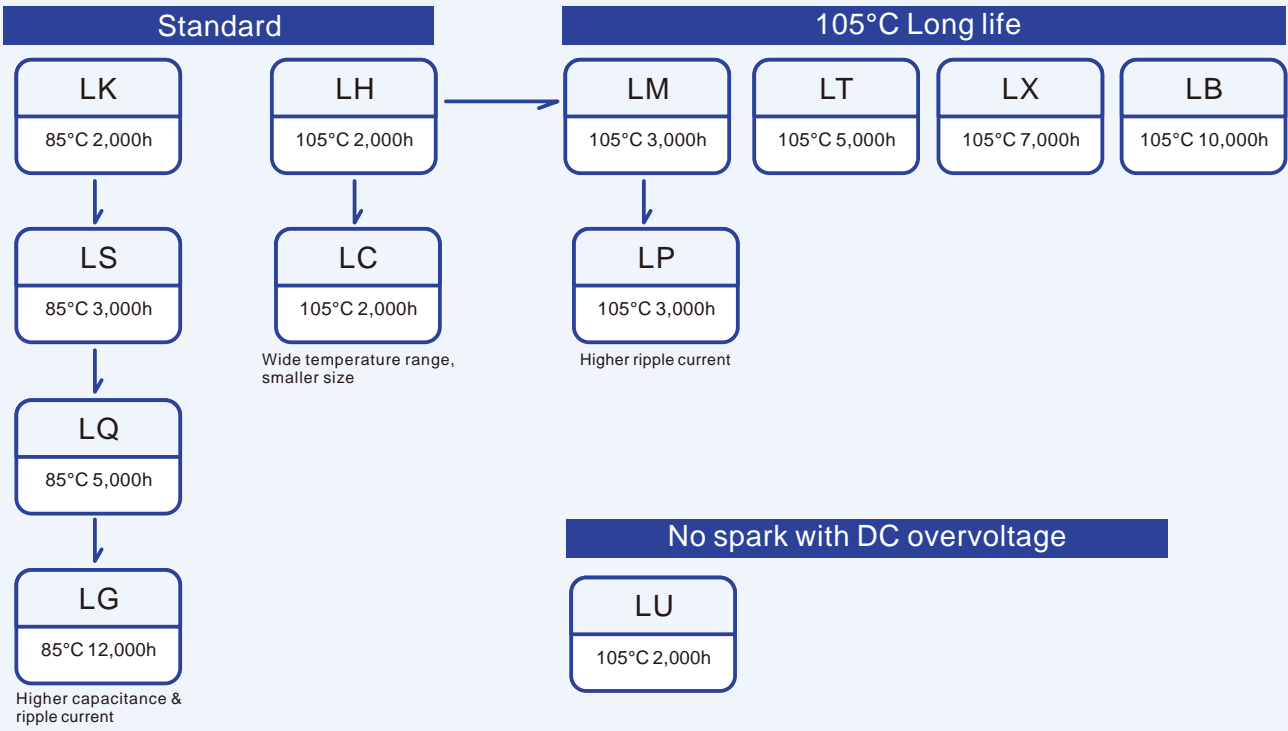 Standard
105°C Long life
LK
85°C 2,000h
LH
105°C 2,000h
LM
105°C 3,000h
LT
105°C 5,000h
LX
105°C 7,000h
LB
105°C 10,000h
LS
85°C 3,000h
LC
105°C 2,000h
Wide temperature range,
smaller size
LP
105°C 3,000h
Higher ripple current
LQ
85°C 5,000h
LG
85°C 12,000h
Higher capacitance &
ripple current
No spark with DC overvoltage
LU
105°C 2,000h